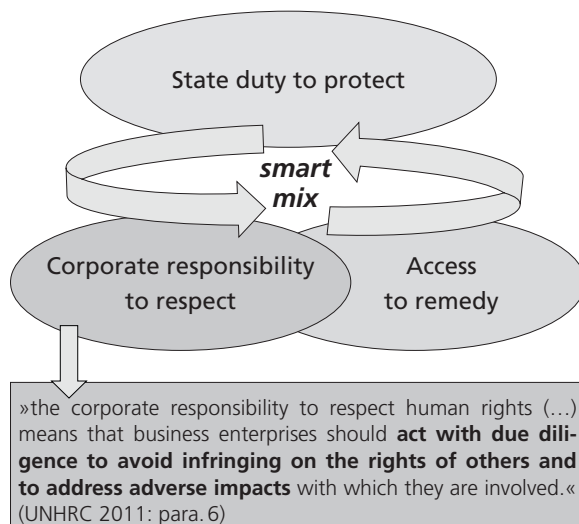 State duty to protect
smart
mix
Corporate responsibility
to respect
Access
to remedy
»the corporate responsibility to respect human rights (…)
means that business enterprises should act with due dili-
gence to avoid infringing on the rights of others and
to address adverse impacts with which they are involved.«
(UNHRC 2011: para. 6)